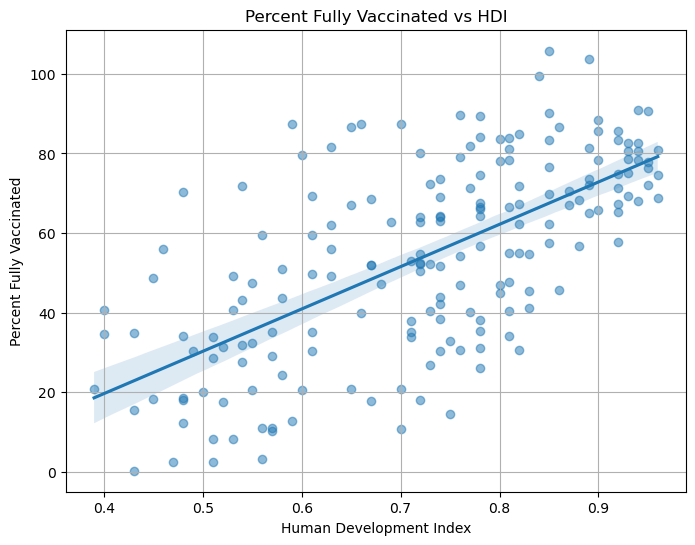 Percent Fully Vaccinated vs HDI
100
80
60
40
20
0
Percent Fully Vaccinated
0.4 0.5 0.6 0.7 0.8 0.9
Human Development Index